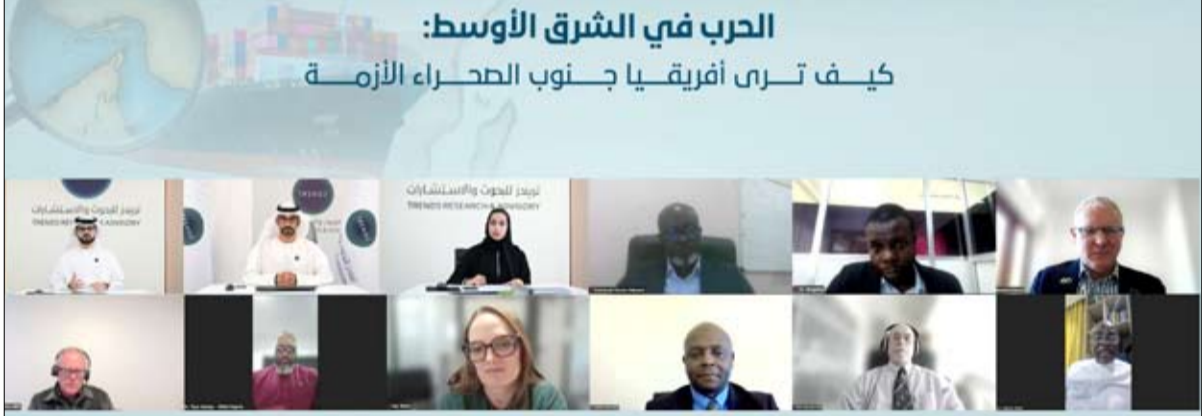 الحرب في الشرق الأوسط:
كيف ترى أفريقيا جنوب الصحراء الأزمة
تريندز للبحوث والاستشارات
TRENDS RESEARCH & ADVISORY
تريندز للبحوث والاستشارات
TRENDS RESEARCH & ADVISORY
TRENDS